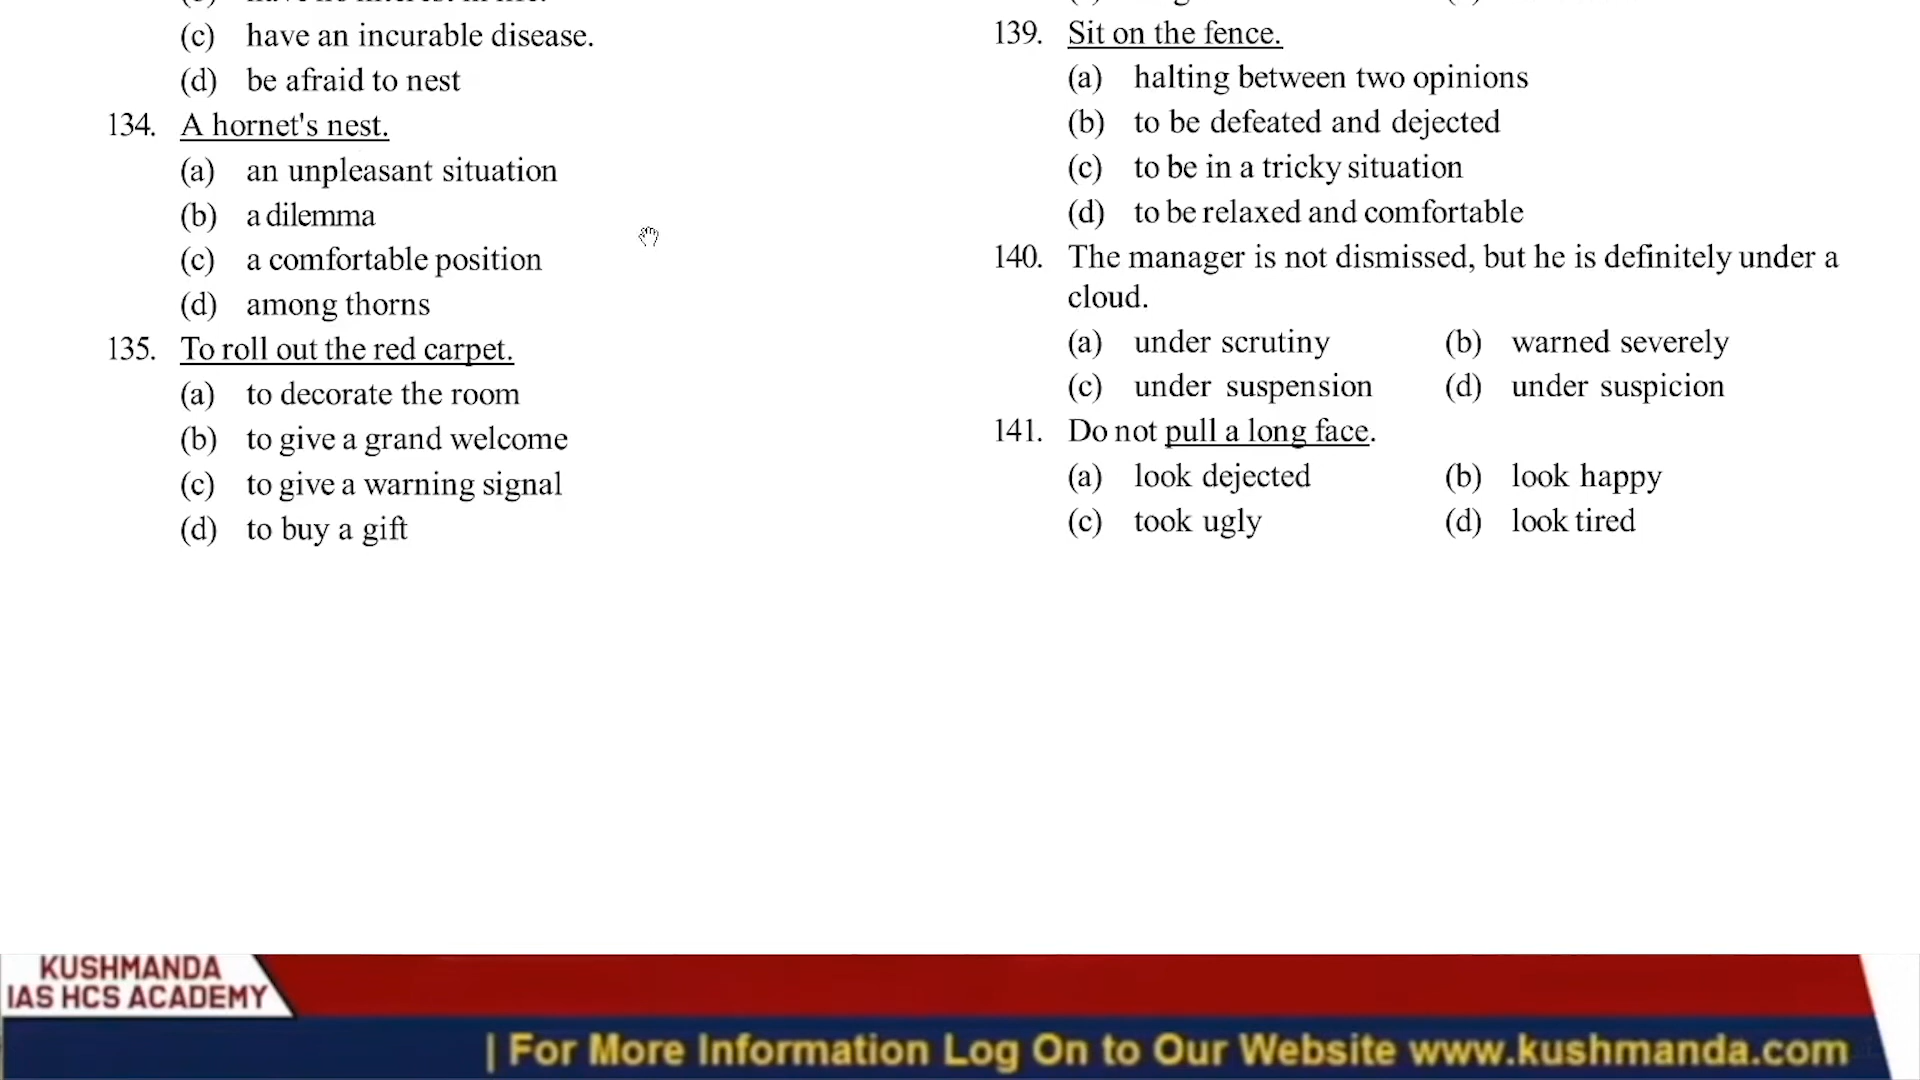 (c) have an incurable disease.
(d) be afraid to nest
134. A hornet's nest.
(a) an unpleasant situation
(b) a dilemma
(c) a comfortable position
(d) among thorns
135. To roll out the red carpet.
(a) to decorate the room
(b) to give a grand welcome
(c) to give a warning signal
(d) to buy a gift
139. Sit on the fence.
(a) halting between two opinions
(b) to be defeated and dejected
(c) to be in a tricky situation
(d) to be relaxed and comfortable
140. The manager is not dismissed, but he is definitely under a
cloud.
(a) under scrutiny (b) warned severely
(c) under suspension (d) under suspicion
141. Do not pull a long face.
(a) look dejected (b) look happy
(c) took ugly (d) look tired
KUSHMANDA
IAS HCS ACADEMY
| For More Information Log On to Our Website www.kushmanda.com